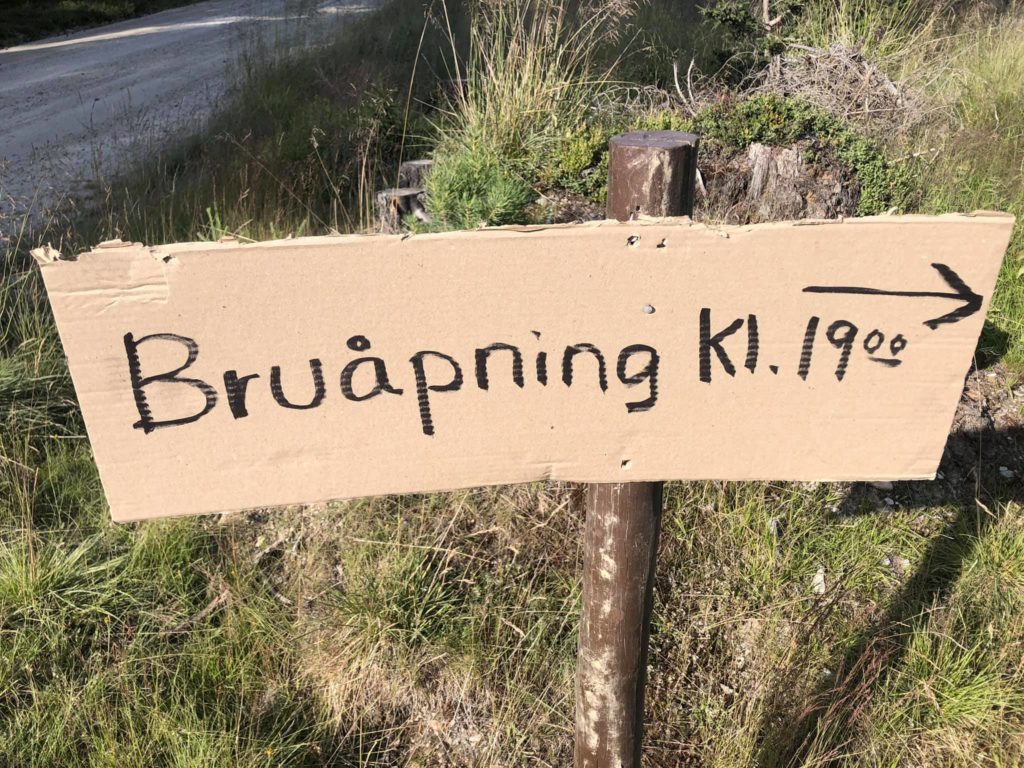 Bruåpning kl. 19⁰⁰ →